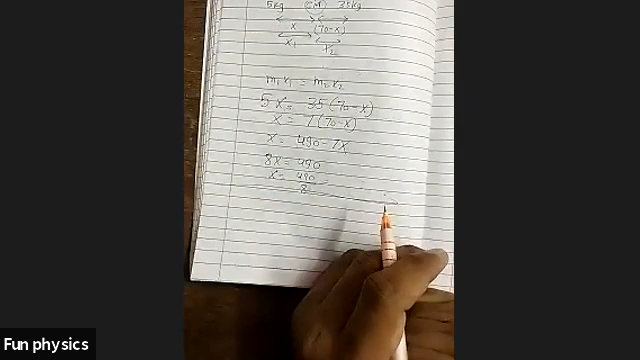 5kg CM 35kg
x (70-x)
x₁ x₂
m₁x₁ = m₂x₂
5x = 35(70-x)
x = 7(70-x)
x = 490-7x
8x = 490
x = 490
8
Fun physics